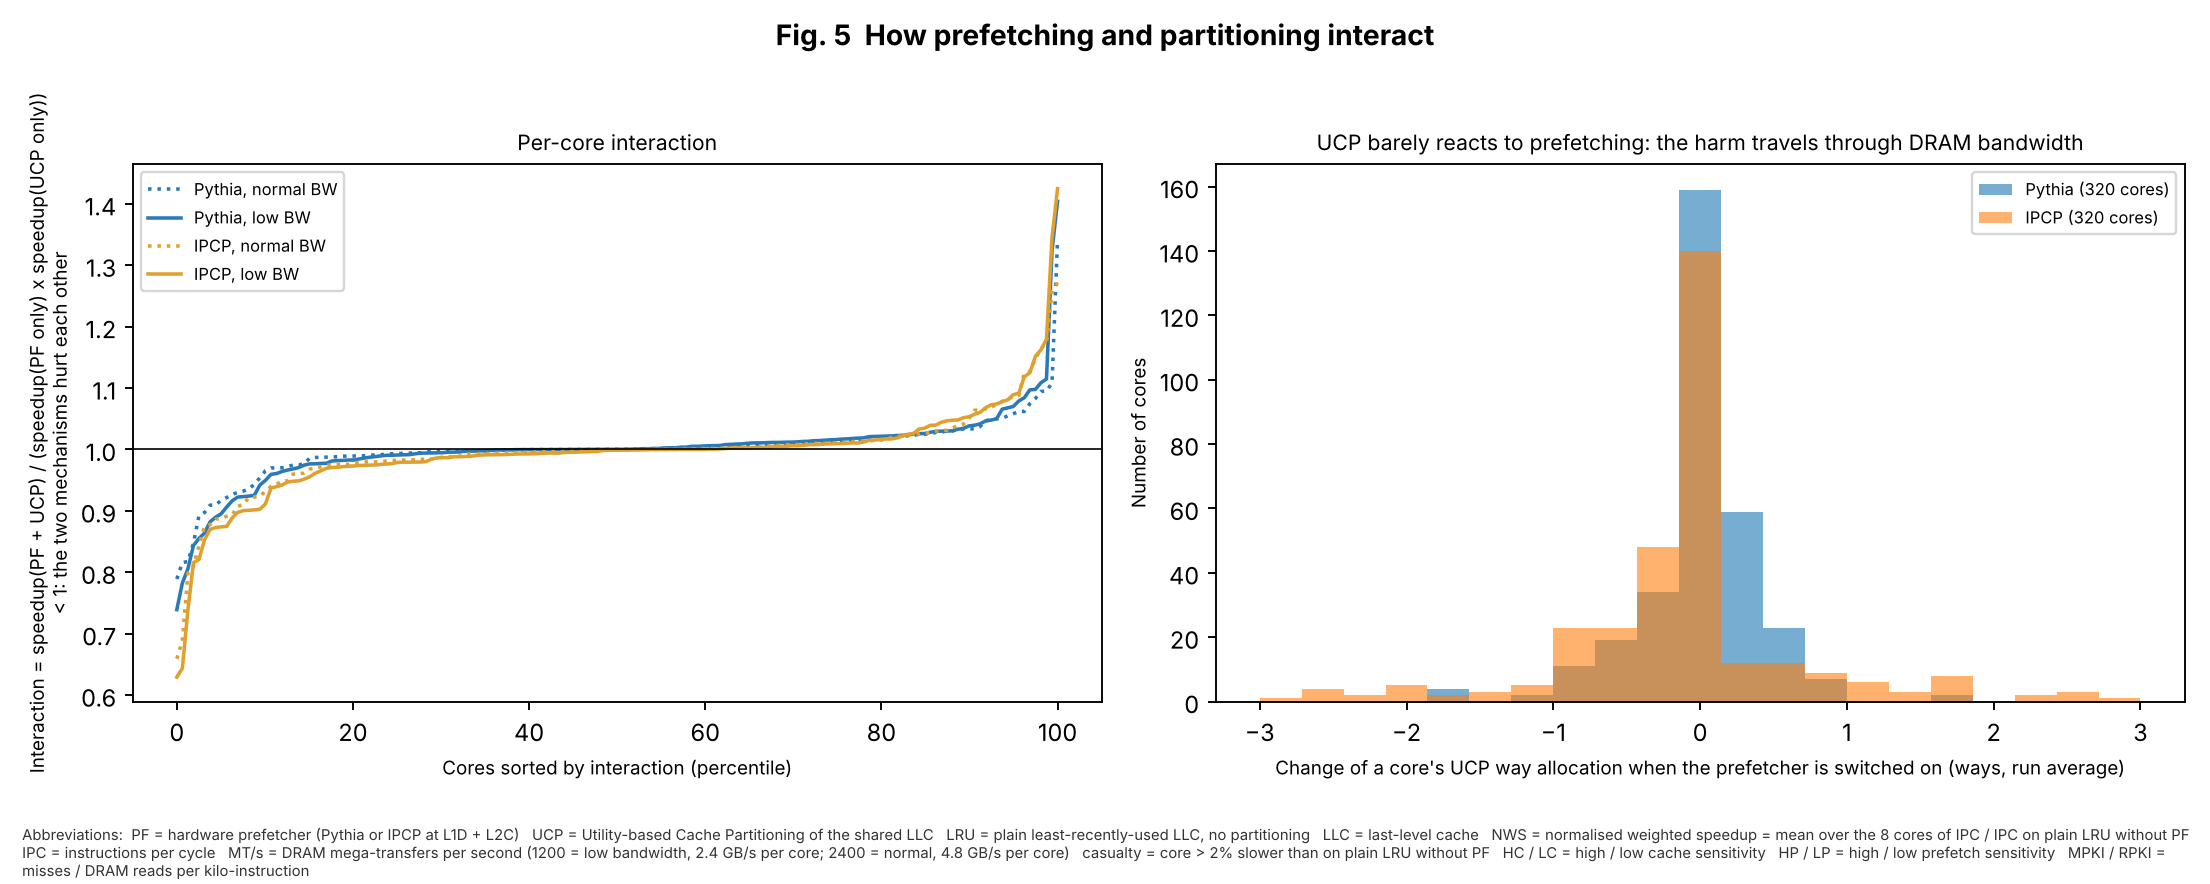 Fig. 5  How prefetching and partitioning interact
Per-core interaction
Interaction = speedup(PF + UCP) / (speedup(PF only) x speedup(UCP only))
< 1: the two mechanisms hurt each other
1.4
1.3
1.2
1.1
1.0
0.9
0.8
0.7
0.6
Pythia, normal BW
Pythia, low BW
IPCP, normal BW
IPCP, low BW
0 20 40 60 80 100
Cores sorted by interaction (percentile)
UCP barely reacts to prefetching: the harm travels through DRAM bandwidth
Number of cores
160
140
120
100
80
60
40
20
0
Pythia (320 cores)
IPCP (320 cores)
−3 −2 −1 0 1 2 3
Change of a core's UCP way allocation when the prefetcher is switched on (ways, run average)
Abbreviations:  PF = hardware prefetcher (Pythia or IPCP at L1D + L2C)   UCP = Utility-based Cache Partitioning of the shared LLC   LRU = plain least-recently-used LLC, no partitioning   LLC = last-level cache   NWS = normalised weighted speedup = mean over the 8 cores of IPC / IPC on plain LRU without PF
IPC = instructions per cycle   MT/s = DRAM mega-transfers per second (1200 = low bandwidth, 2.4 GB/s per core; 2400 = normal, 4.8 GB/s per core)   casualty = core > 2% slower than on plain LRU without PF   HC / LC = high / low cache sensitivity   HP / LP = high / low prefetch sensitivity   MPKI / RPKI =
misses / DRAM reads per kilo-instruction